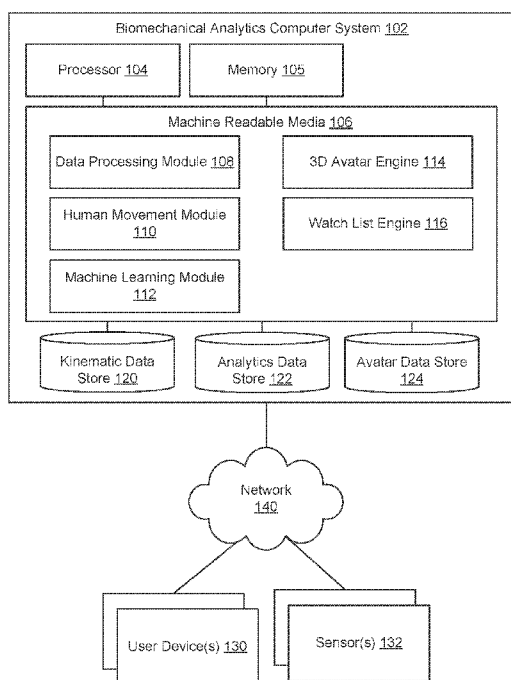 Biomechanical Analytics Computer System 102
Processor 104
Memory 105
Machine Readable Media 106
Data Processing Module 108
3D Avatar Engine 114
Human Movement Module
110
Watch List Engine 116
Machine Learning Module
112
Kinematic Data
Store 120
Analytics Data
Store 122
Avatar Data Store
124
Network
140
User Device(s) 130
Sensor(s) 132